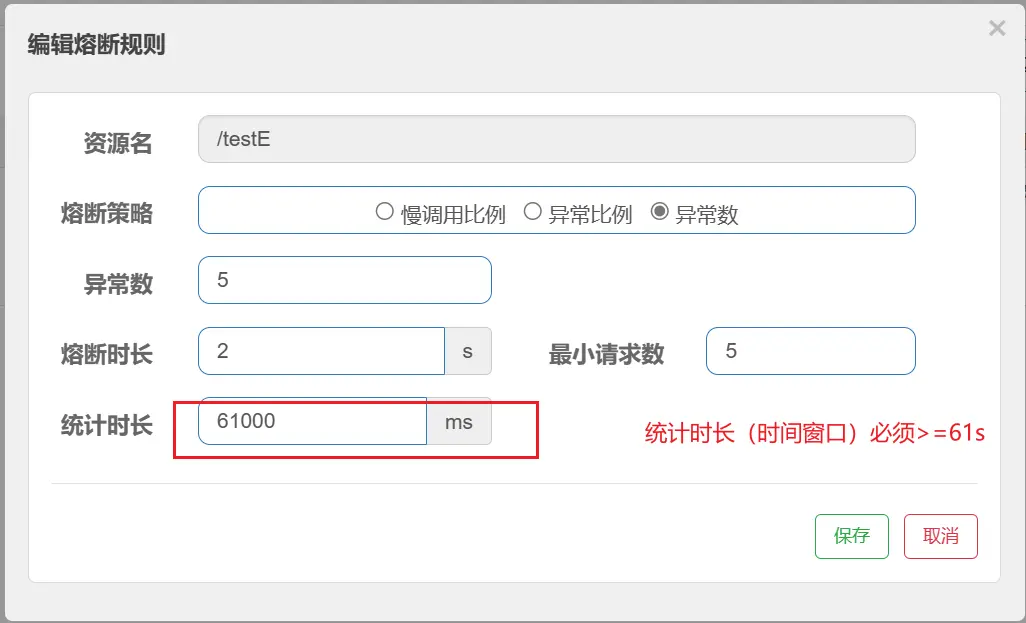 编辑熔断规则
×
资源名 /testE
熔断策略 慢调用比例 异常比例 异常数
异常数 5
熔断时长 2 s 最小请求数 5
统计时长 61000 ms 统计时长（时间窗口）必须>=61s
保存 取消